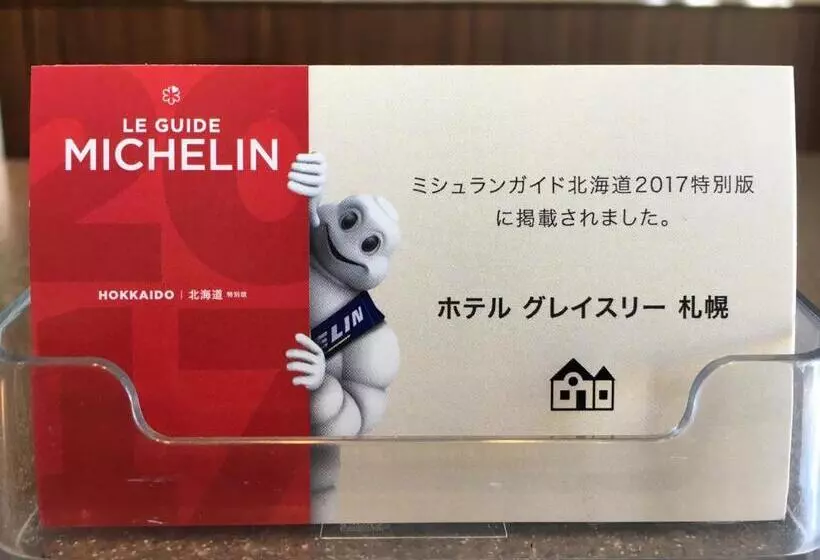 LE GUIDE
MICHELIN
HOKKAIDO | 北海道 特別版
2017
ELIN
ミシュランガイド北海道2017特別版
に掲載されました。
ホテル グレイスリー 札幌